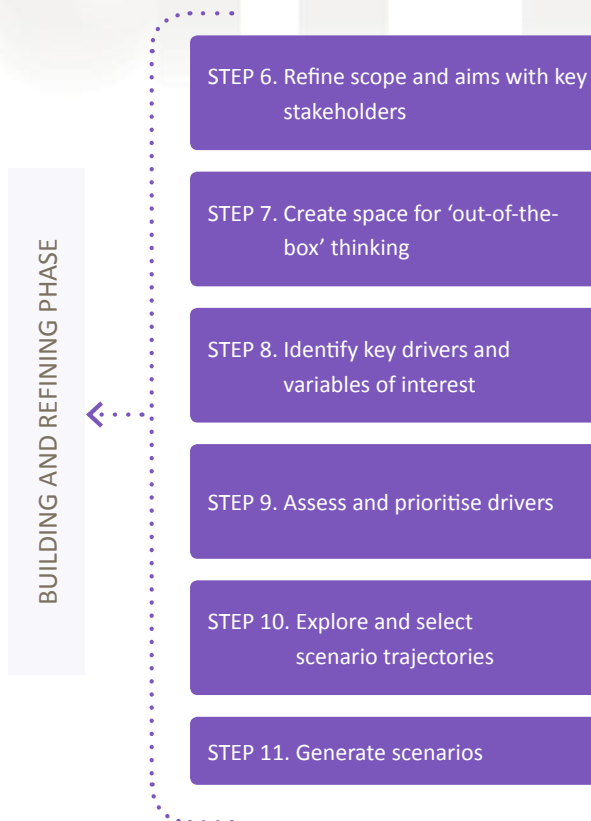 STEP 6. Refine scope and aims with key
stakeholders
STEP 7. Create space for ‘out-of-the-
box’ thinking
BUILDING AND REFINING PHASE
STEP 8. Identify key drivers and
variables of interest
STEP 9. Assess and prioritise drivers
STEP 10. Explore and select
scenario trajectories
STEP 11. Generate scenarios